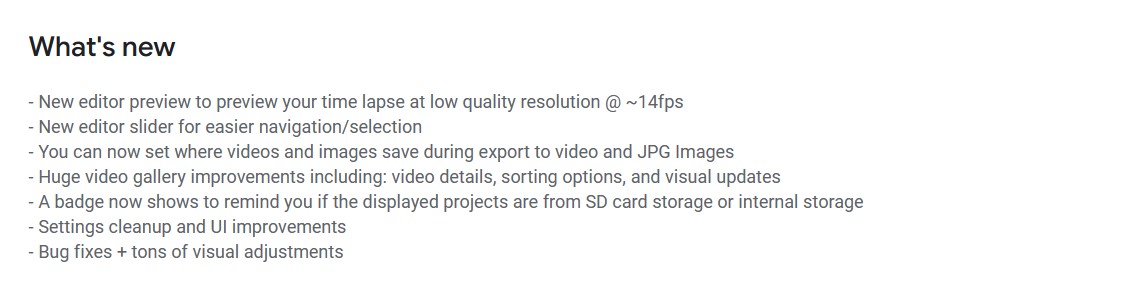 What's new
- New editor preview to preview your time lapse at low quality resolution @ ~14fps
- New editor slider for easier navigation/selection
- You can now set where videos and images save during export to video and JPG Images
- Huge video gallery improvements including: video details, sorting options, and visual updates
- A badge now shows to remind you if the displayed projects are from SD card storage or internal storage
- Settings cleanup and UI improvements
- Bug fixes + tons of visual adjustments